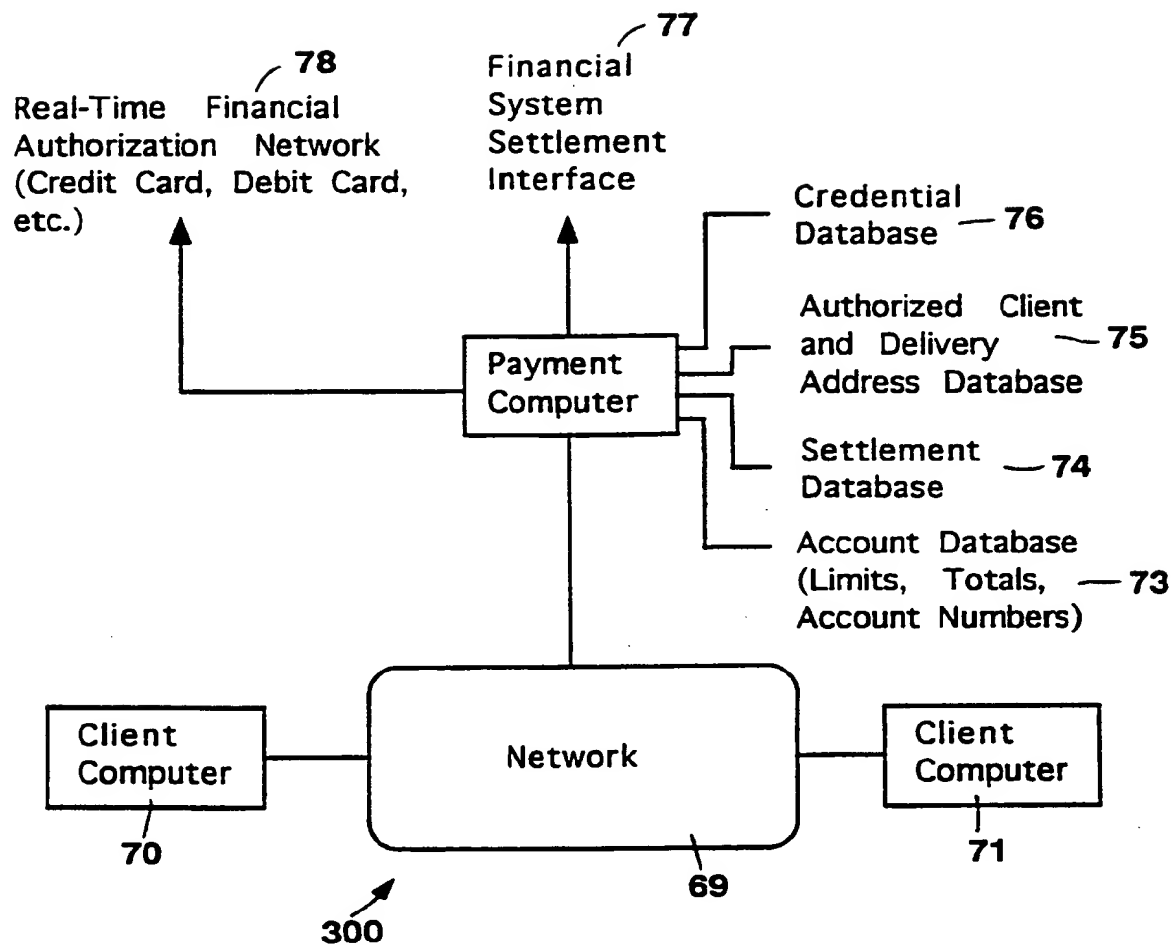 78
Real-Time Financial
Authorization Network
(Credit Card, Debit Card,
etc.)
77
Financial
System
Settlement
Interface
Credential
Database
76
Authorized Client
and Delivery
Address Database
75
Payment
Computer
Settlement
Database
74
Account Database
(Limits, Totals,
Account Numbers)
73
Client
Computer
70
Network
69
Client
Computer
71
300